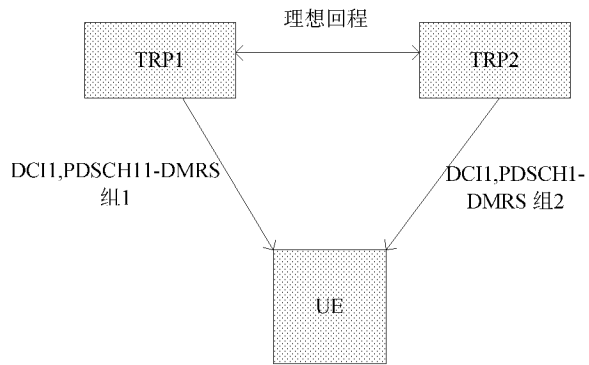 理想回程
TRP1
TRP2
DCI1,PDSCH11-DMRS
组1
DCI1,PDSCH1-
DMRS 组2
UE